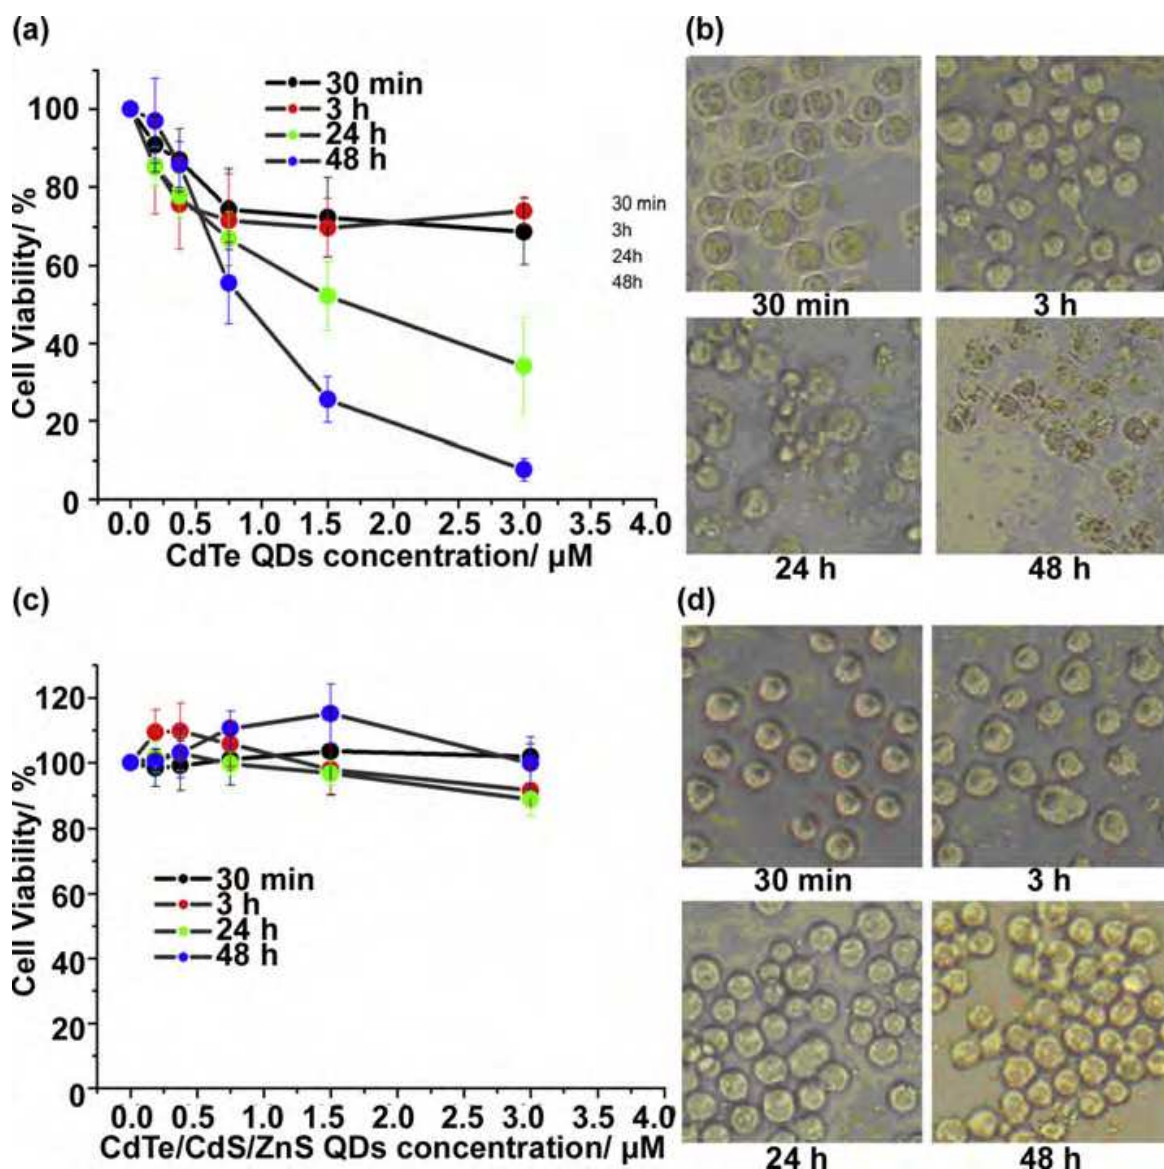 (a)
30 min
3 h
24 h
48 h
100
80
60
40
20
0
Cell Viability/ %
0.0 0.5 1.0 1.5 2.0 2.5 3.0 3.5 4.0
CdTe QDs concentration/ μM
30 min
3h
24h
48h
(b)
30 min
3 h
24 h
48 h
(c)
120
100
80
60
40
20
0
Cell Viability/ %
30 min
3 h
24 h
48 h
0.0 0.5 1.0 1.5 2.0 2.5 3.0 3.5 4.0
CdTe/CdS/ZnS QDs concentration/ μM
(d)
30 min
3 h
24 h
48 h